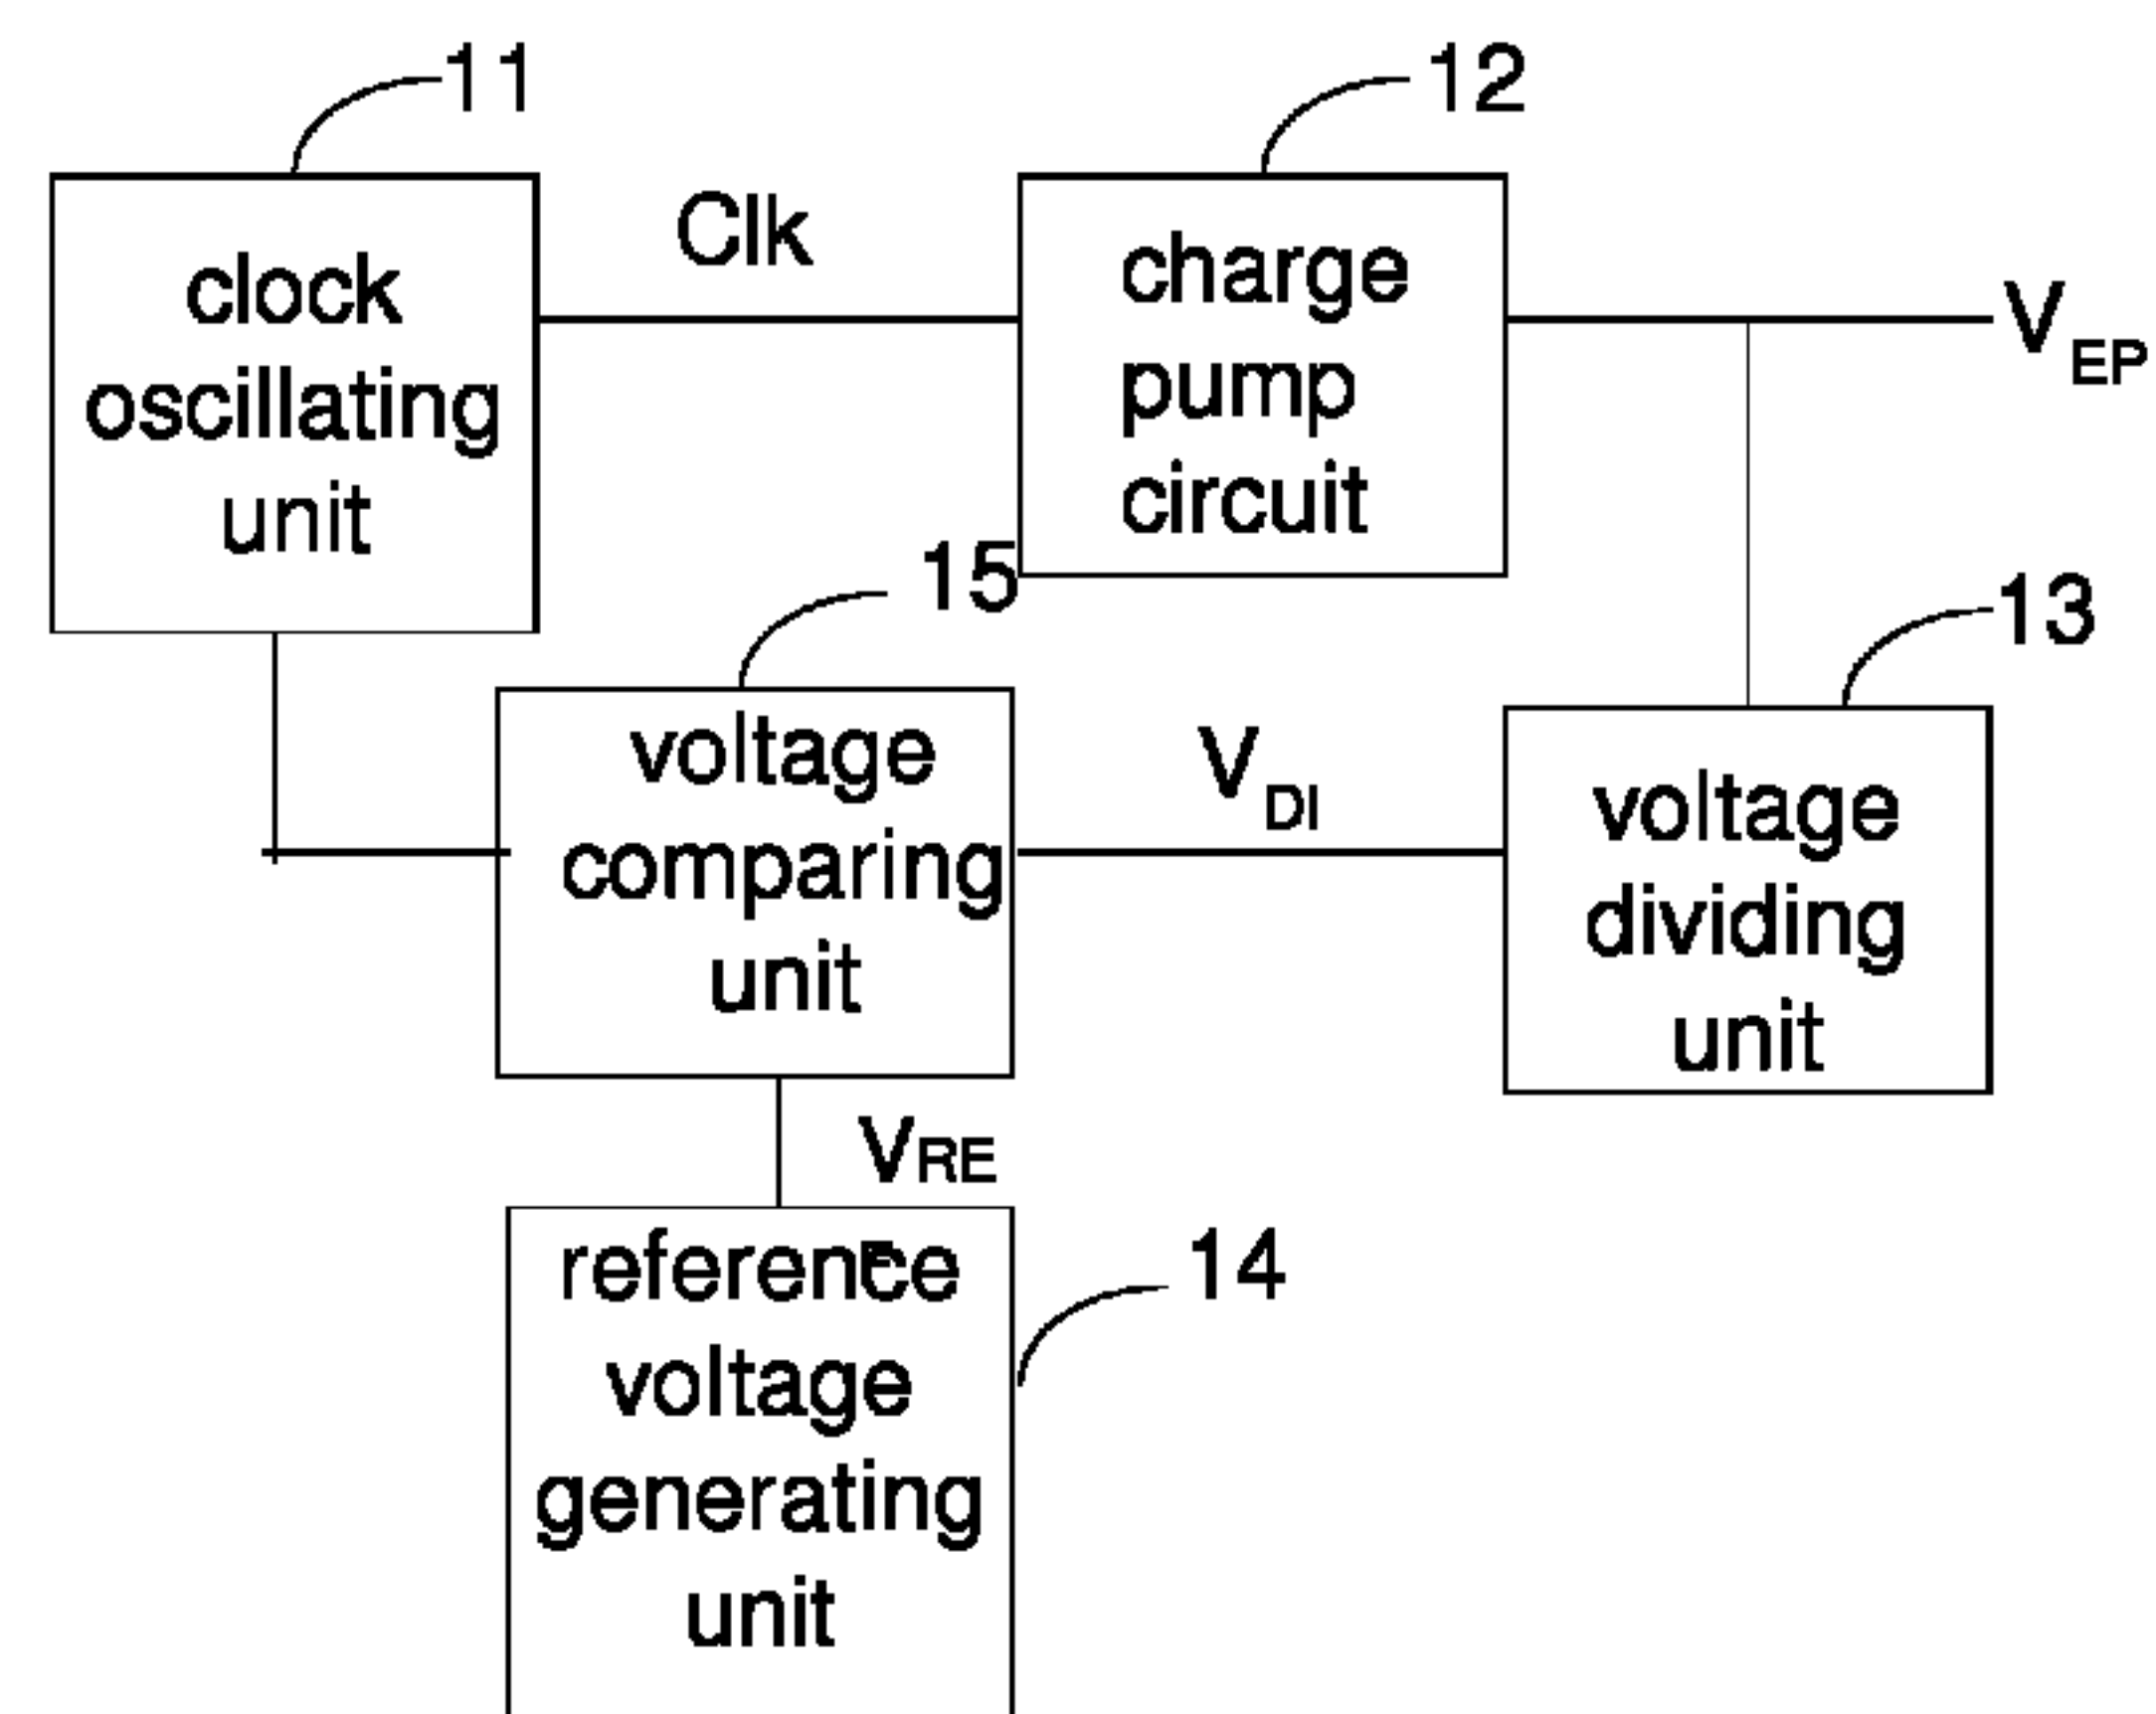 11
12
clock
oscillating
unit
Clk
charge
pump
circuit
VEP
15
13
voltage
comparing
unit
VDI
voltage
dividing
unit
VRE
reference
voltage
generating
unit
14